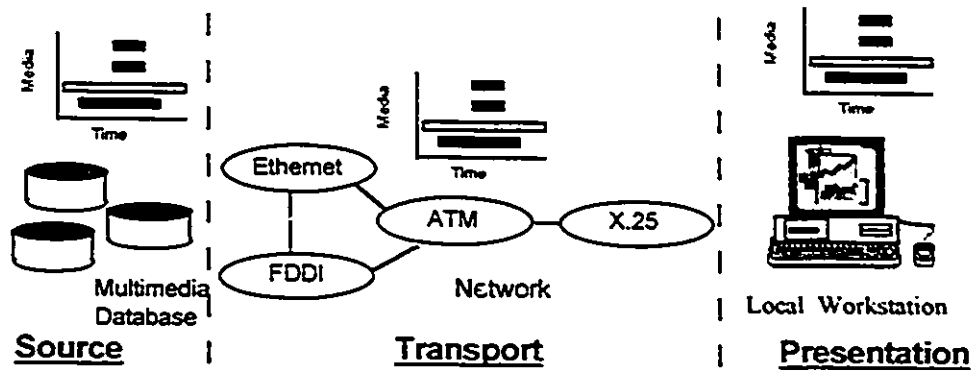 Media
Time
Multimedia
Database
Source
Media
Time
Ethernet
ATM
X.25
FDDI
Network
Transport
Media
Time
Local Workstation
Presentation